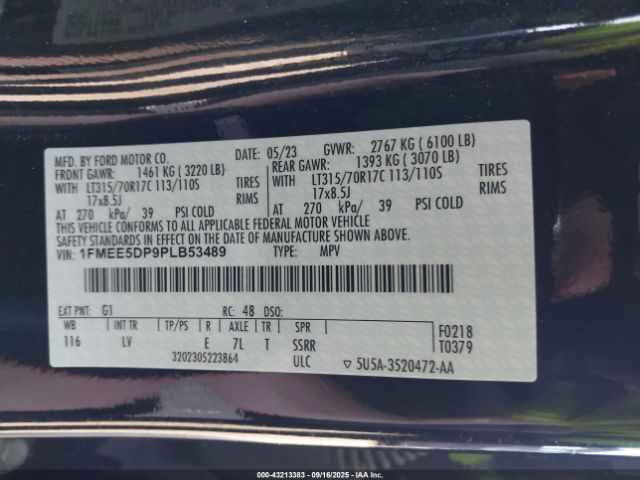 MFD. BY FORD MOTOR CO. DATE: 05/23 GVWR: 2767 KG ( 6100 LB)
FRONT GAWR: 1461 KG ( 3220 LB) REAR GAWR: 1393 KG ( 3070 LB)
WITH LT315/70R17C 113/110S TIRES WITH LT315/70R17C 113/110S TIRES
17x8.5J RIMS 17x8.5J RIMS
AT 270 kPa/ 39 PSI COLD AT 270 kPa/ 39 PSI COLD
THIS VEHICLE CONFORMS TO ALL APPLICABLE FEDERAL MOTOR VEHICLE
SAFETY STANDARDS IN EFFECT ON THE DATE OF MANUFACTURE SHOWN ABOVE.
VIN: 1FMEE5DP9PLB53489 TYPE: MPV
EXT PNT: G1 RC: 48 DSO:
WB INT TR TP/PS R AXLE TR SPR F0218
116 LV E 7L T SSRR T0379
3202305223864 ULC 5U5A-3520472-AA
000-43213383 - 09/16/2025 - IAAI.COM